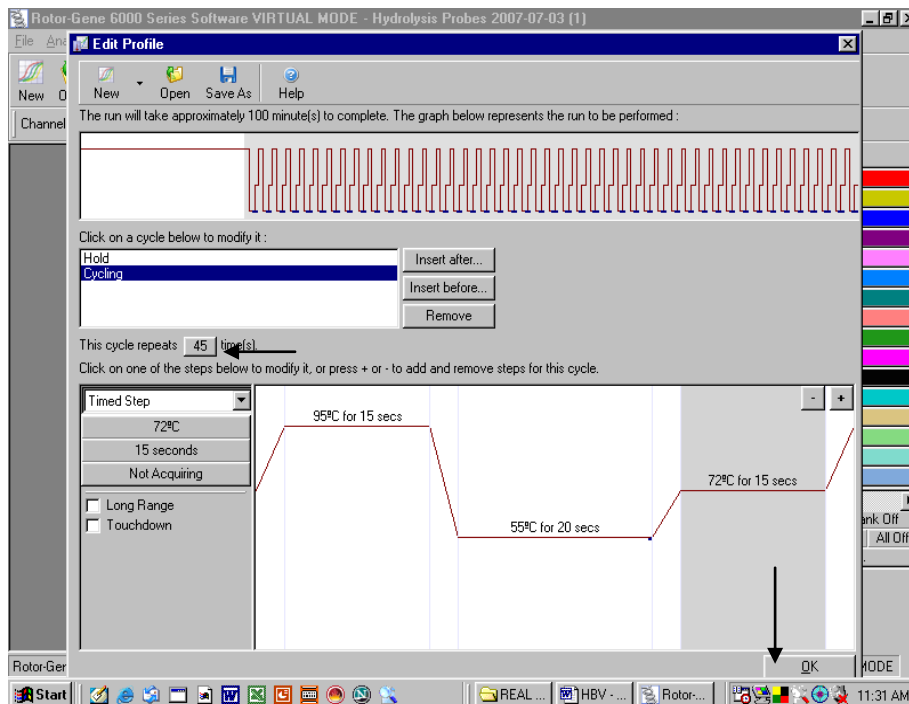 Rotor-Gene 6000 Series Software VIRTUAL MODE - Hydrolysis Probes 2007-07-03 (1)
File Ana
Edit Profile
New Open Save As Help
New
Channel
The run will take approximately 100 minute(s) to complete. The graph below represents the run to be performed :
Click on a cycle below to modify it :
Hold
Cycling
Insert after...
Insert before...
Remove
This cycle repeats 45 time(s).
Click on one of the steps below to modify it, or press + or - to add and remove steps for this cycle.
Timed Step
- +
72ºC
15 seconds
Not Acquiring
Long Range
Touchdown
95ºC for 15 secs
55ºC for 20 secs
72ºC for 15 secs
ank Off
All Off
OK
Rotor-Ger
MODE
Start
REAL ...
HBV - ...
Rotor-...
11:31 AM